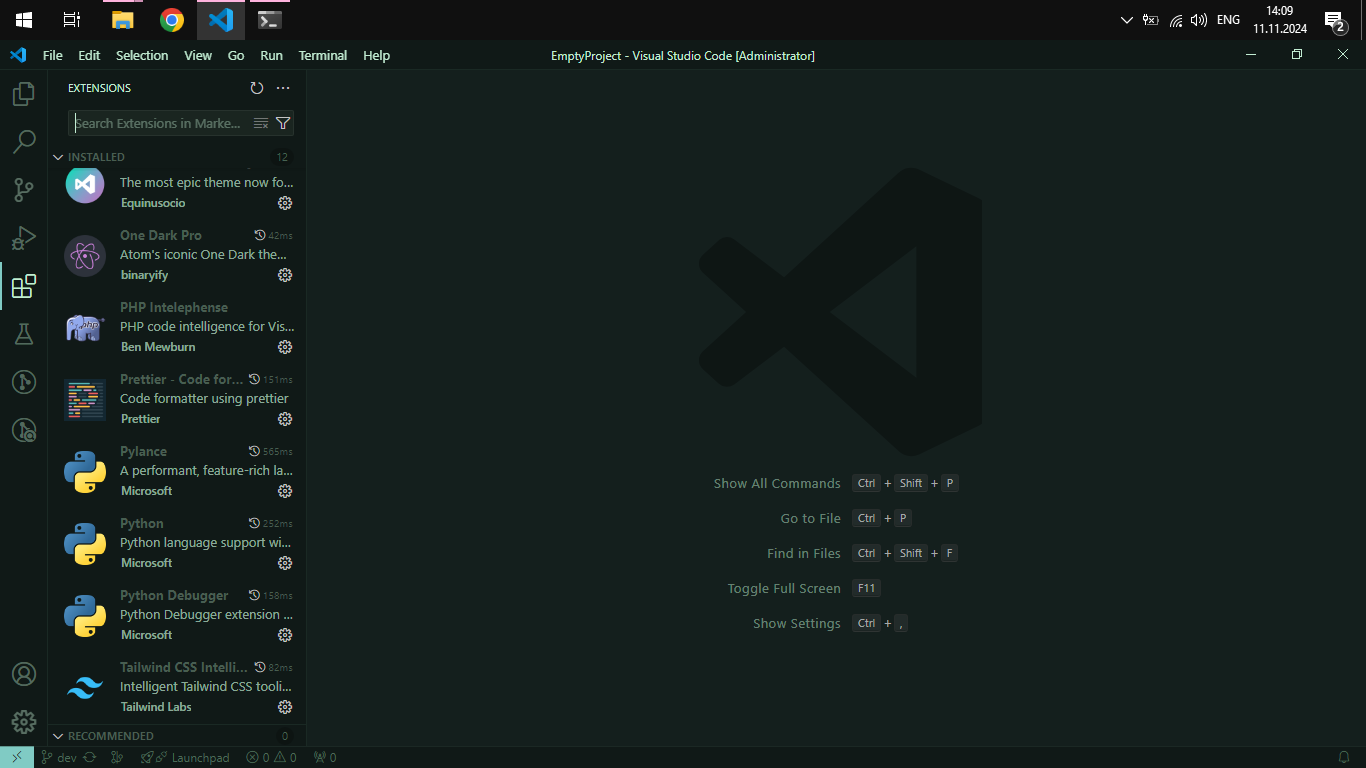 14:09
ENG
11.11.2024
2
File Edit Selection View Go Run Terminal Help
EmptyProject - Visual Studio Code [Administrator]
EXTENSIONS
Search Extensions in Marke...
INSTALLED 12
The most epic theme now fo...
Equinusocio
One Dark Pro 42ms
Atom's iconic One Dark the...
binaryify
PHP Intelephense
php
PHP code intelligence for Vis...
Ben Mewburn
Prettier - Code for... 151ms
Code formatter using prettier
Prettier
Pylance 565ms
A performant, feature-rich la...
Microsoft
Python 252ms
Python language support wi...
Microsoft
Python Debugger 158ms
Python Debugger extension ...
Microsoft
Tailwind CSS Intelli... 82ms
Intelligent Tailwind CSS tooli...
Tailwind Labs
RECOMMENDED 0
Show All Commands Ctrl + Shift + P
Go to File Ctrl + P
Find in Files Ctrl + Shift + F
Toggle Full Screen F11
Show Settings Ctrl + ,
dev Launchpad 0 0 0